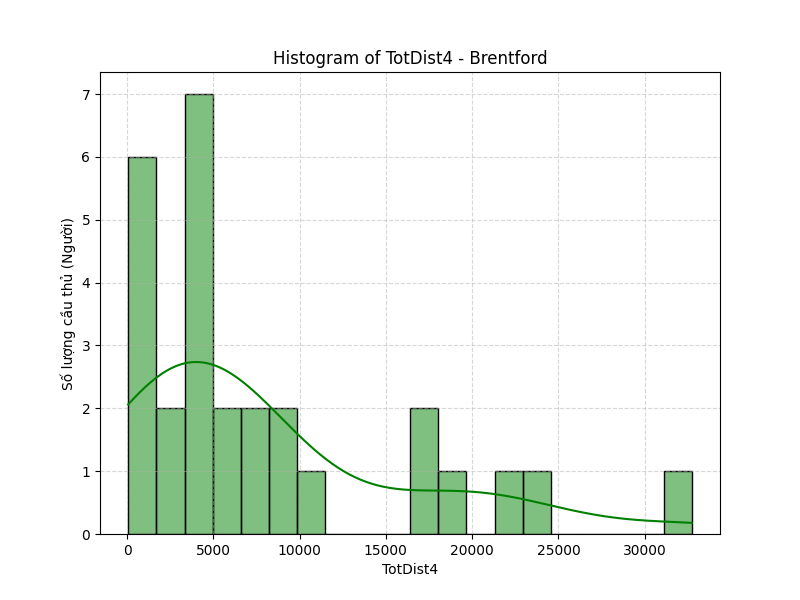 Histogram of TotDist4 - Brentford
Số lượng cầu thủ (Người)
7
6
5
4
3
2
1
0
0 5000 10000 15000 20000 25000 30000
TotDist4